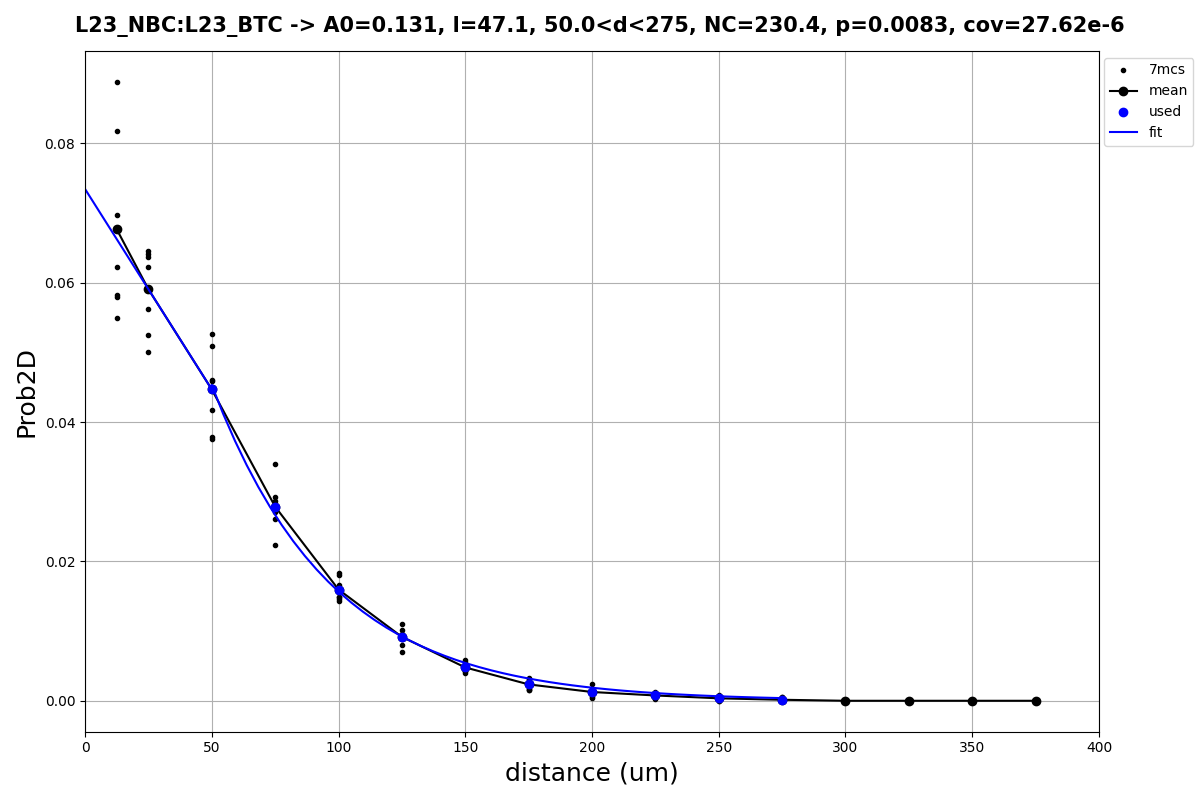 L23_NBC:L23_BTC -> A0=0.131, l=47.1, 50.0<d<275, NC=230.4, p=0.0083, cov=27.62e-6
7mcs
mean
used
fit
0.08
0.06
0.04
0.02
0.00
Prob2D
0 50 100 150 200 250 300 350 400
distance (um)